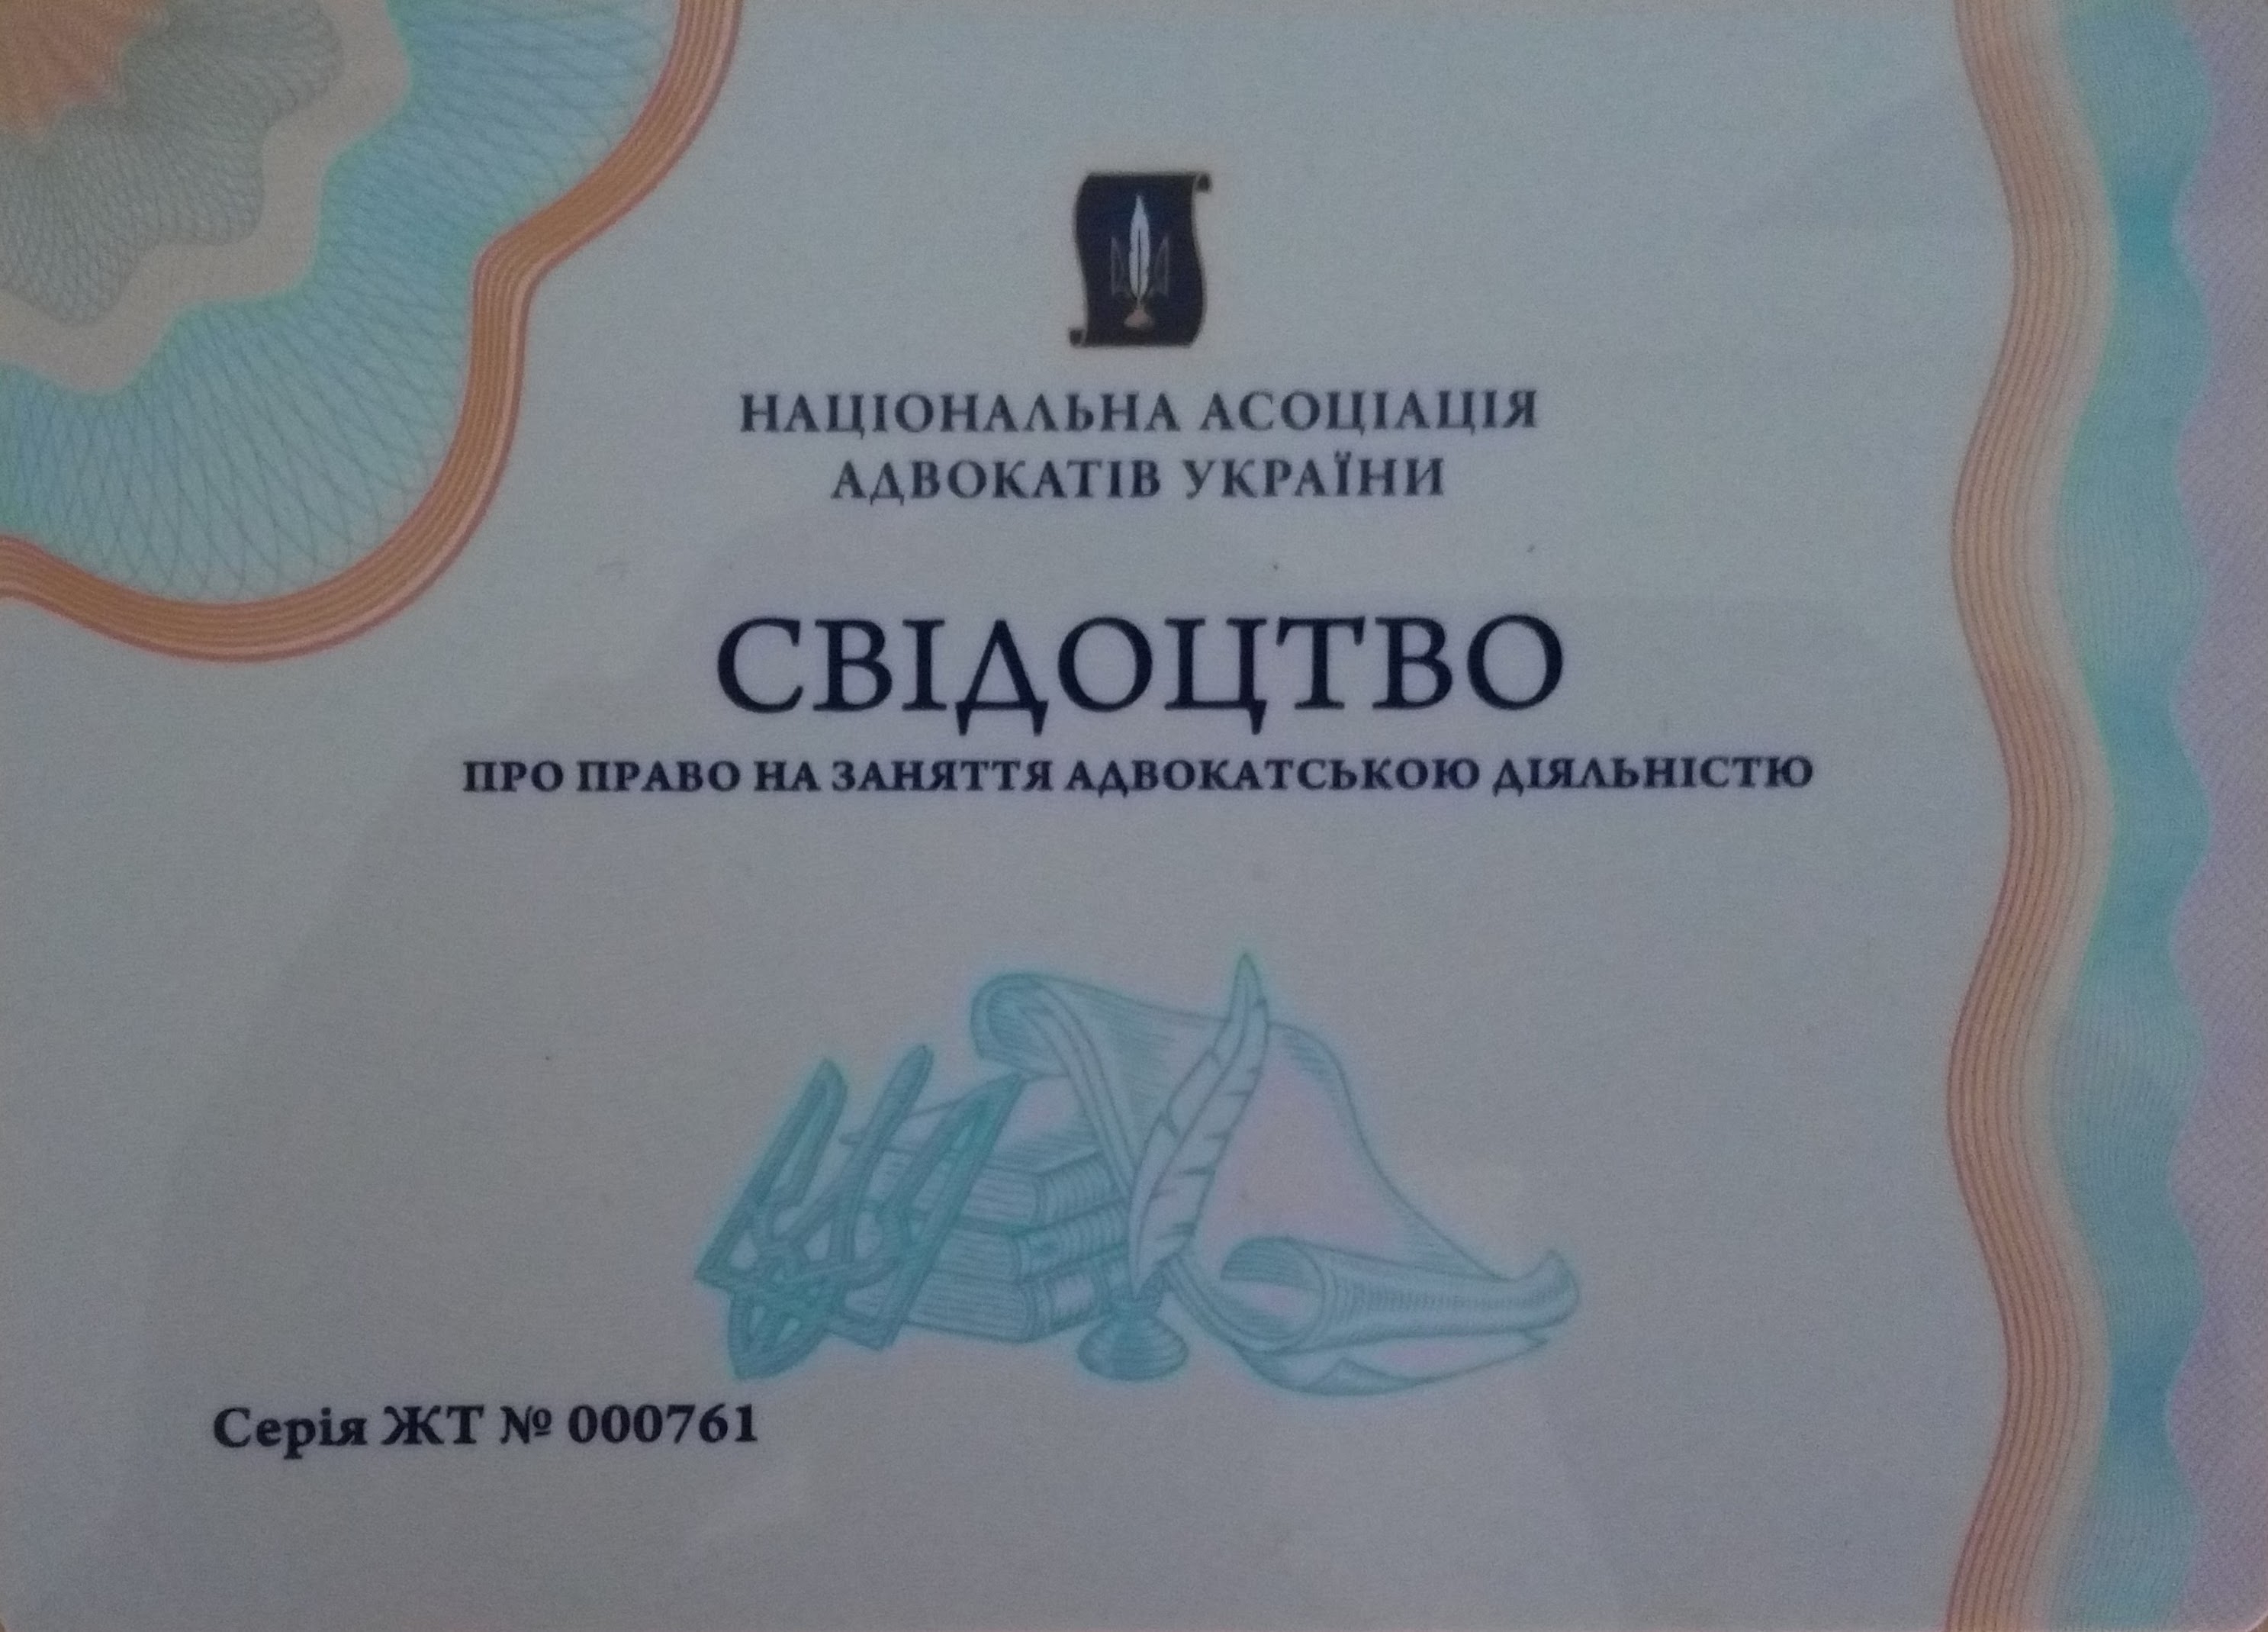 НАЦІОНАЛЬНА АСОЦІАЦІЯ
АДВОКАТІВ УКРАЇНИ
СВІДОЦТВО
ПРО ПРАВО НА ЗАНЯТТЯ АДВОКАТСЬКОЮ ДІЯЛЬНІСТЮ
Серія ЖТ № 000761